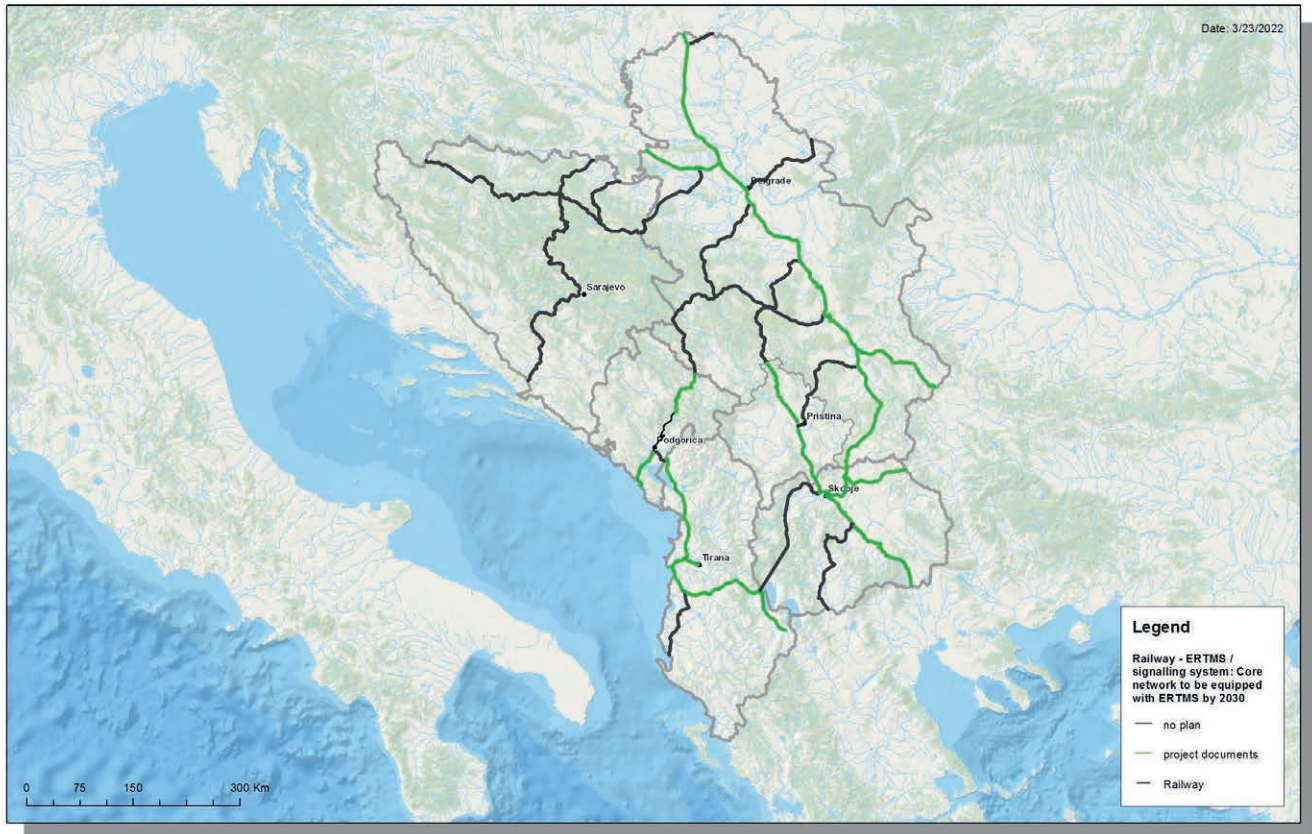 Date: 3/23/2022
Belgrade
Sarajevo
Pristina
Podgorica
Skopje
Tirana
Legend
Railway - ERTMS /
signalling system: Core
network to be equipped
with ERTMS by 2030
no plan
project documents
Railway
0 75 150 300 Km